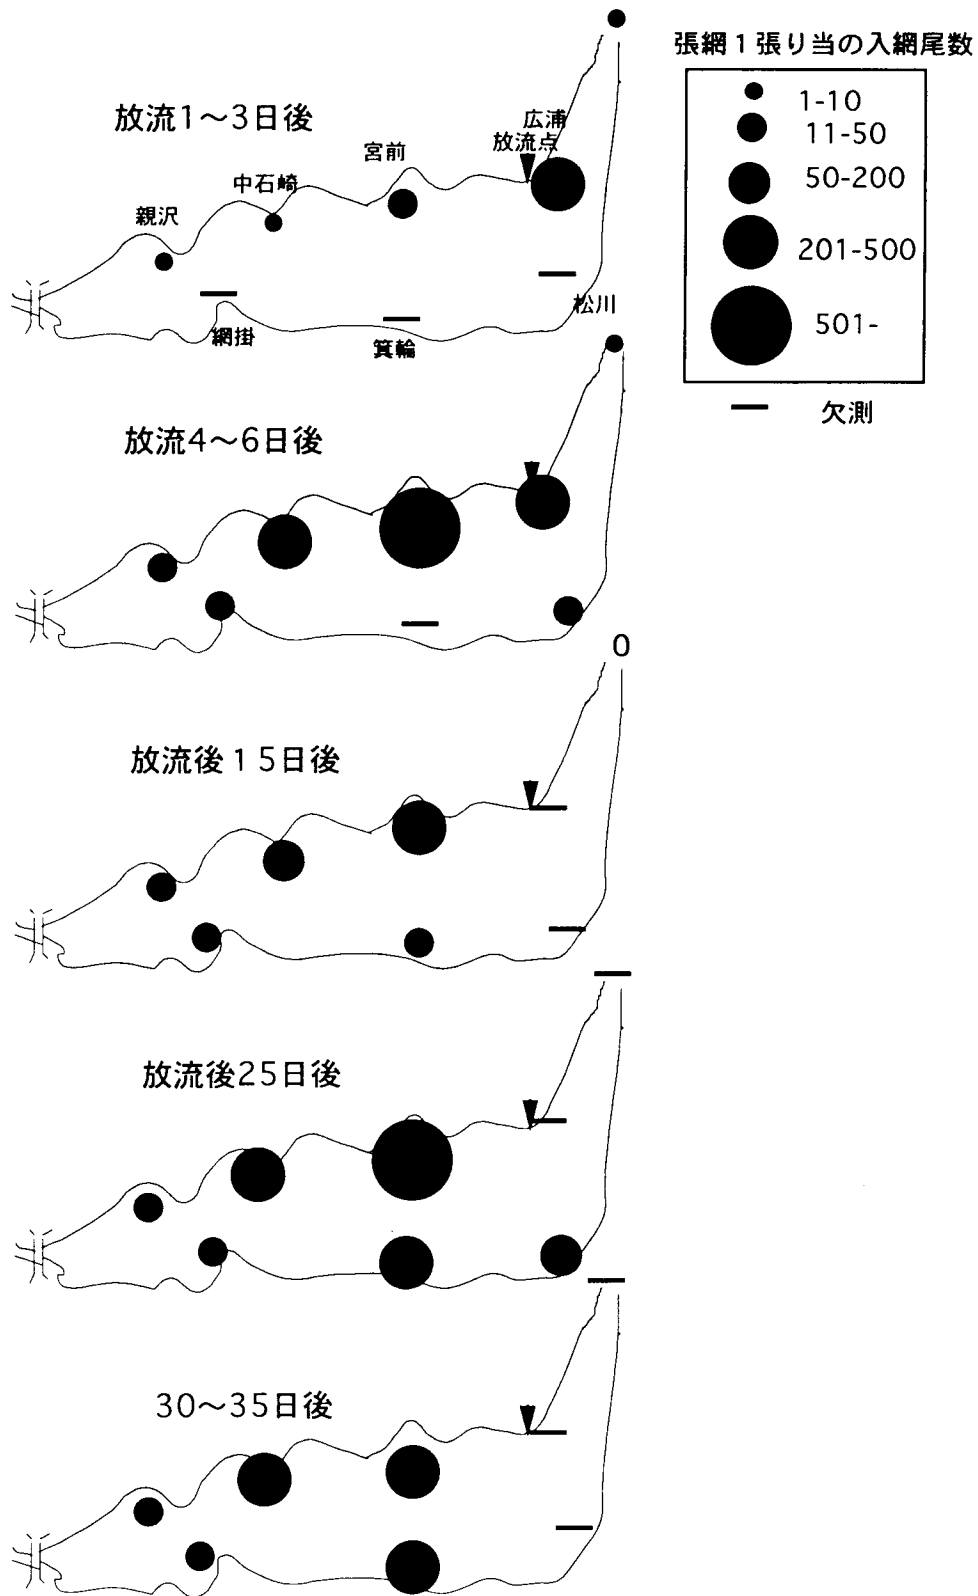 張網１張り当の入網尾数
1-10
11-50
50-200
201-500
501-
欠測
放流1～3日後
広浦
放流点
宮前
中石崎
親沢
網掛
箕輪
松川
放流4～6日後
0
放流後１5日後
放流後25日後
30～35日後